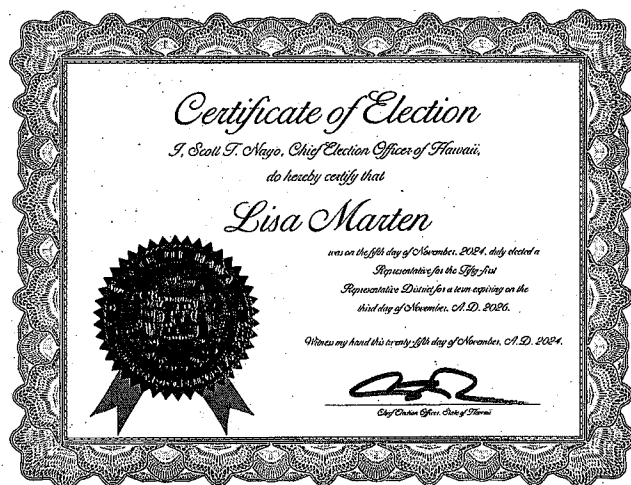 Certificate of Election
I, Scott T. Nago, Chief Election Officer of Hawaii,
do hereby certify that
Lisa Marten
was on the fifth day of November, 2024, duly elected a
Representative for the Fifty-first
Representative District for a term expiring on the
third day of November, A.D. 2026.
Witness my hand this twenty-fifth day of November, A.D. 2024.
Chief Election Officer, State of Hawaii